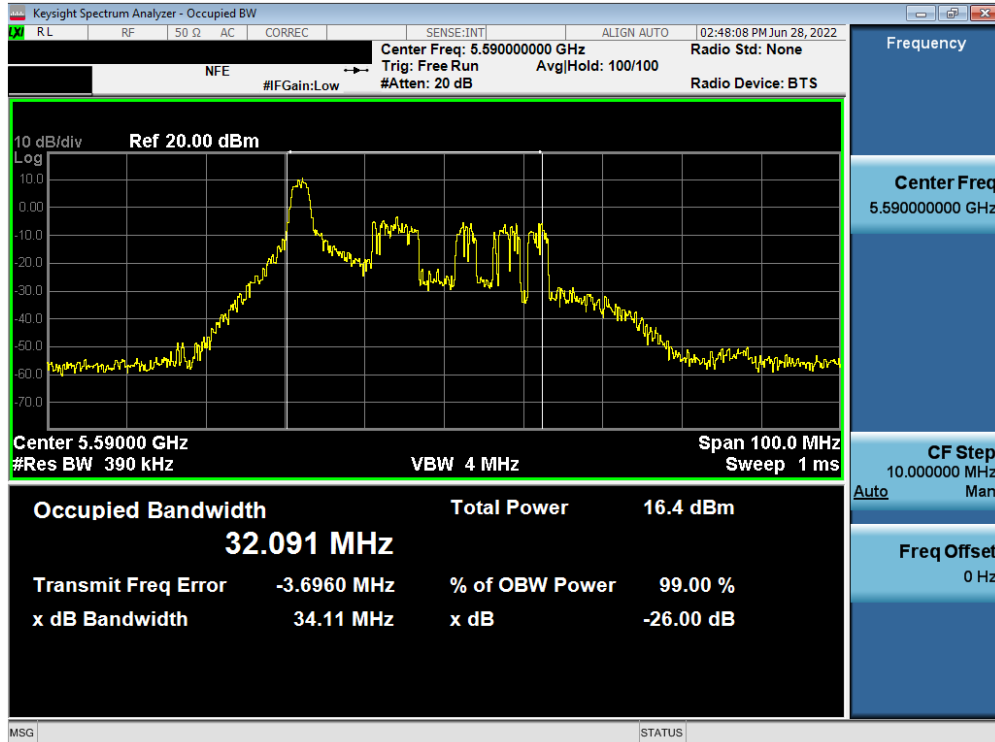 Keysight Spectrum Analyzer - Occupied BW
LXI RL RF 50 Ω AC CORREC SENSE:INT ALIGN AUTO 02:48:08 PM Jun 28, 2022
Center Freq: 5.590000000 GHz Radio Std: None
NFE Trig: Free Run Avg|Hold: 100/100
#IFGain:Low #Atten: 20 dB Radio Device: BTS
10 dB/div Ref 20.00 dBm
Log
10.0
0.00
-10.0
-20.0
-30.0
-40.0
-50.0
-60.0
-70.0
Center 5.59000 GHz Span 100.0 MHz
#Res BW 390 kHz VBW 4 MHz Sweep 1 ms
Occupied Bandwidth Total Power 16.4 dBm
32.091 MHz
Transmit Freq Error -3.6960 MHz % of OBW Power 99.00 %
x dB Bandwidth 34.11 MHz x dB -26.00 dB
Frequency
Center Freq
5.590000000 GHz
CF Step
10.000000 MHz
Auto Man
Freq Offset
0 Hz
MSG STATUS